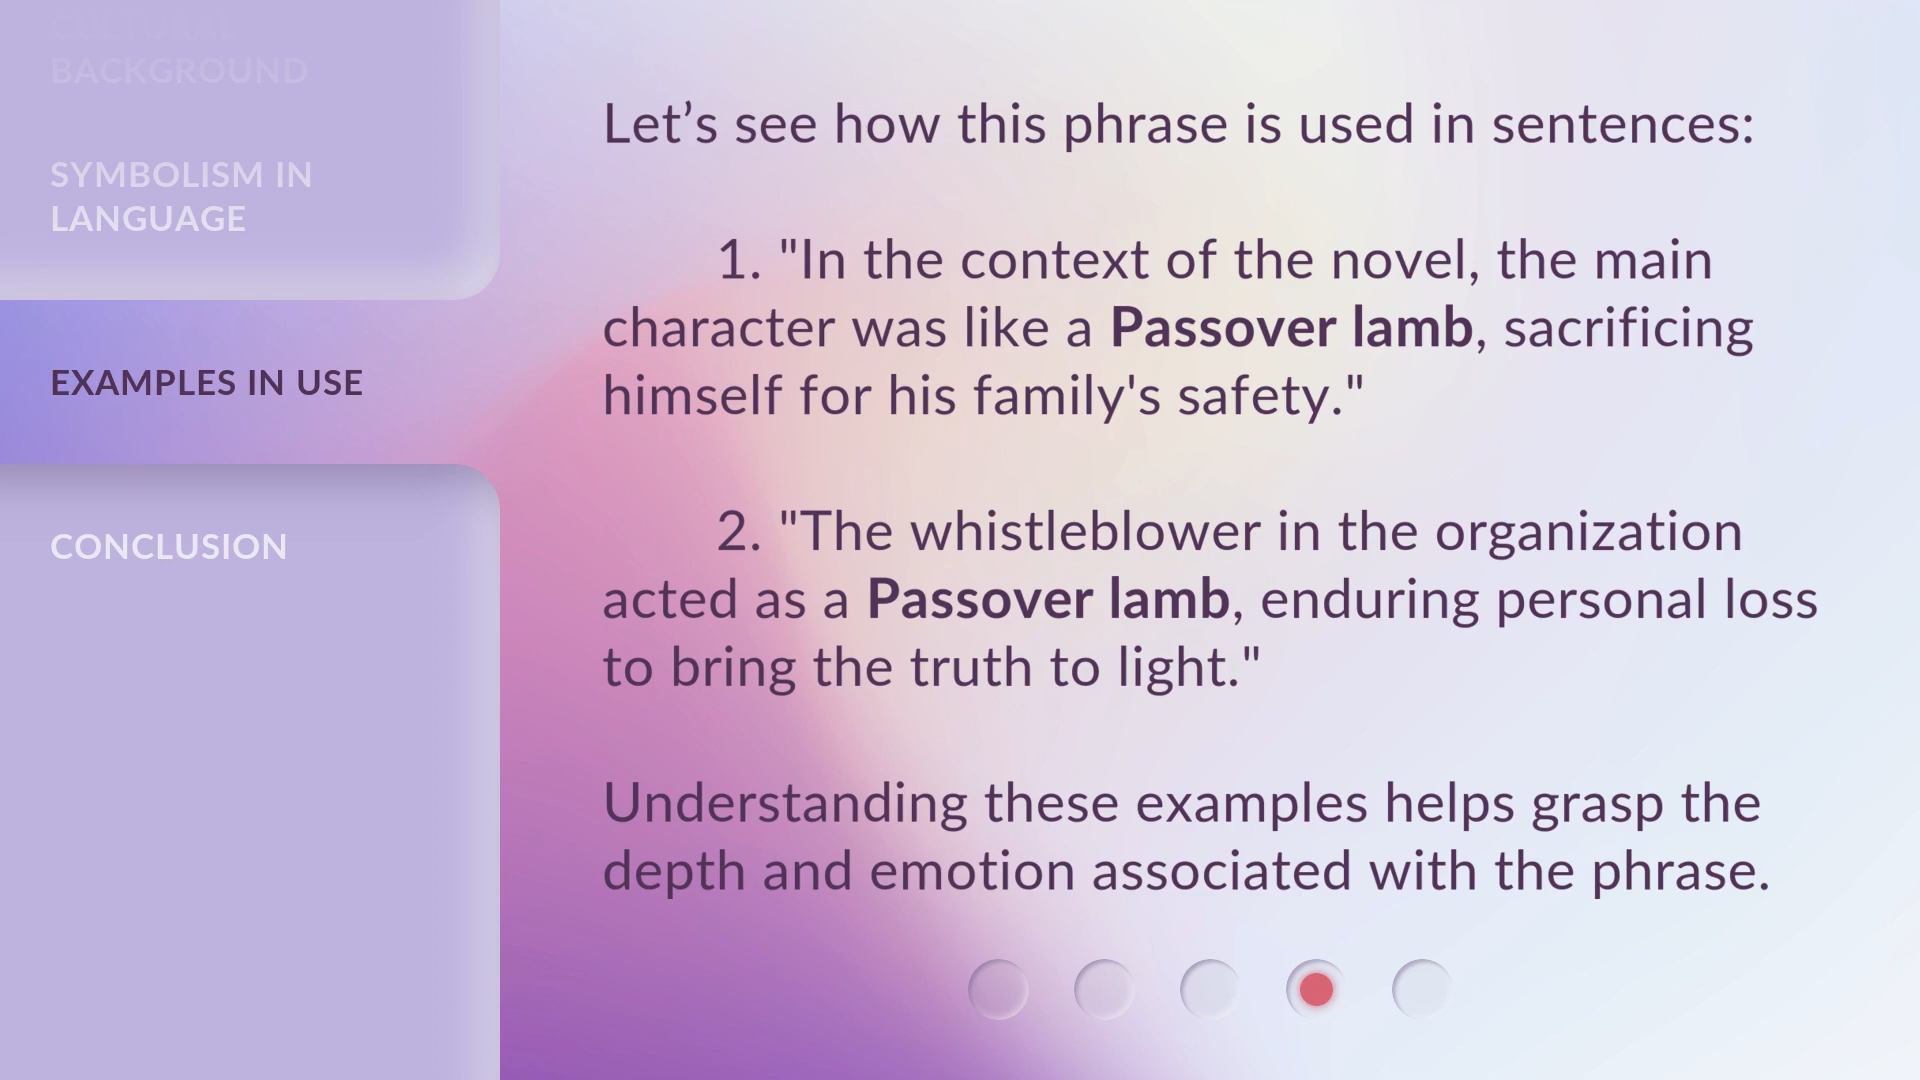 CULTURAL
BACKGROUND
SYMBOLISM IN
LANGUAGE
EXAMPLES IN USE
CONCLUSION
Let’s see how this phrase is used in sentences:
1. "In the context of the novel, the main
character was like a Passover lamb, sacrificing
himself for his family's safety."
2. "The whistleblower in the organization
acted as a Passover lamb, enduring personal loss
to bring the truth to light."
Understanding these examples helps grasp the
depth and emotion associated with the phrase.